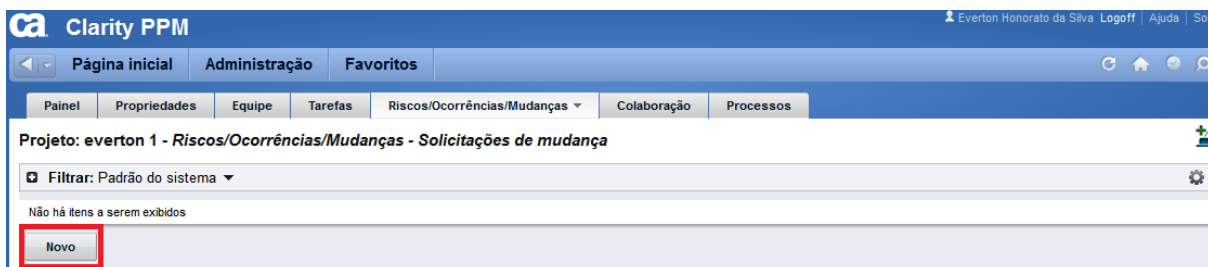 ca Clarity PPM
Everton Honorato da Silva Logoff | Ajuda | So
Página inicial Administração Favoritos
Painel Propriedades Equipe Tarefas Riscos/Ocorrências/Mudanças Colaboração Processos
Projeto: everton 1 - Riscos/Ocorrências/Mudanças - Solicitações de mudança
Filtrar: Padrão do sistema
Não há itens a serem exibidos
Novo